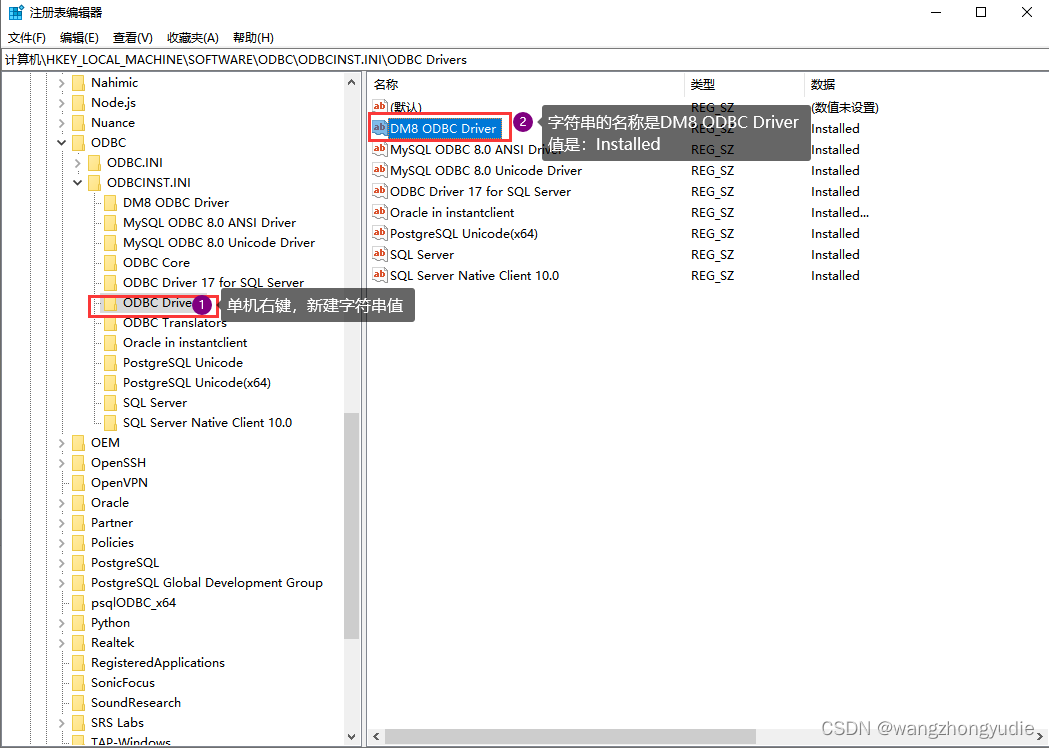 注册表编辑器
文件(F) 编辑(E) 查看(V) 收藏夹(A) 帮助(H)
计算机\HKEY_LOCAL_MACHINE\SOFTWARE\ODBC\ODBCINST.INI\ODBC Drivers
Nahimic
Node.js
Nuance
ODBC
ODBC.INI
ODBCINST.INI
DM8 ODBC Driver
MySQL ODBC 8.0 ANSI Driver
MySQL ODBC 8.0 Unicode Driver
ODBC Core
ODBC Driver 17 for SQL Server
ODBC Drive 1 单机右键，新建字符串值
ODBC Translators
Oracle in instantclient
PostgreSQL Unicode
PostgreSQL Unicode(x64)
SQL Server
SQL Server Native Client 10.0
OEM
OpenSSH
OpenVPN
Oracle
Partner
Policies
PostgreSQL
PostgreSQL Global Development Group
psqlODBC_x64
Python
Realtek
RegisteredApplications
SonicFocus
SoundResearch
SRS Labs
TAP-Windows
名称 类型 数据
ab (默认) REG_SZ (数值未设置)
ab DM8 ODBC Driver REG_SZ Installed
2 字符串的名称是DM8 ODBC Driver
值是：Installed
ab MySQL ODBC 8.0 ANSI Driver REG_SZ Installed
ab MySQL ODBC 8.0 Unicode Driver REG_SZ Installed
ab ODBC Driver 17 for SQL Server REG_SZ Installed
ab Oracle in instantclient REG_SZ Installed...
ab PostgreSQL Unicode(x64) REG_SZ Installed
ab SQL Server REG_SZ Installed
ab SQL Server Native Client 10.0 REG_SZ Installed
CSDN @wangzhongyudie